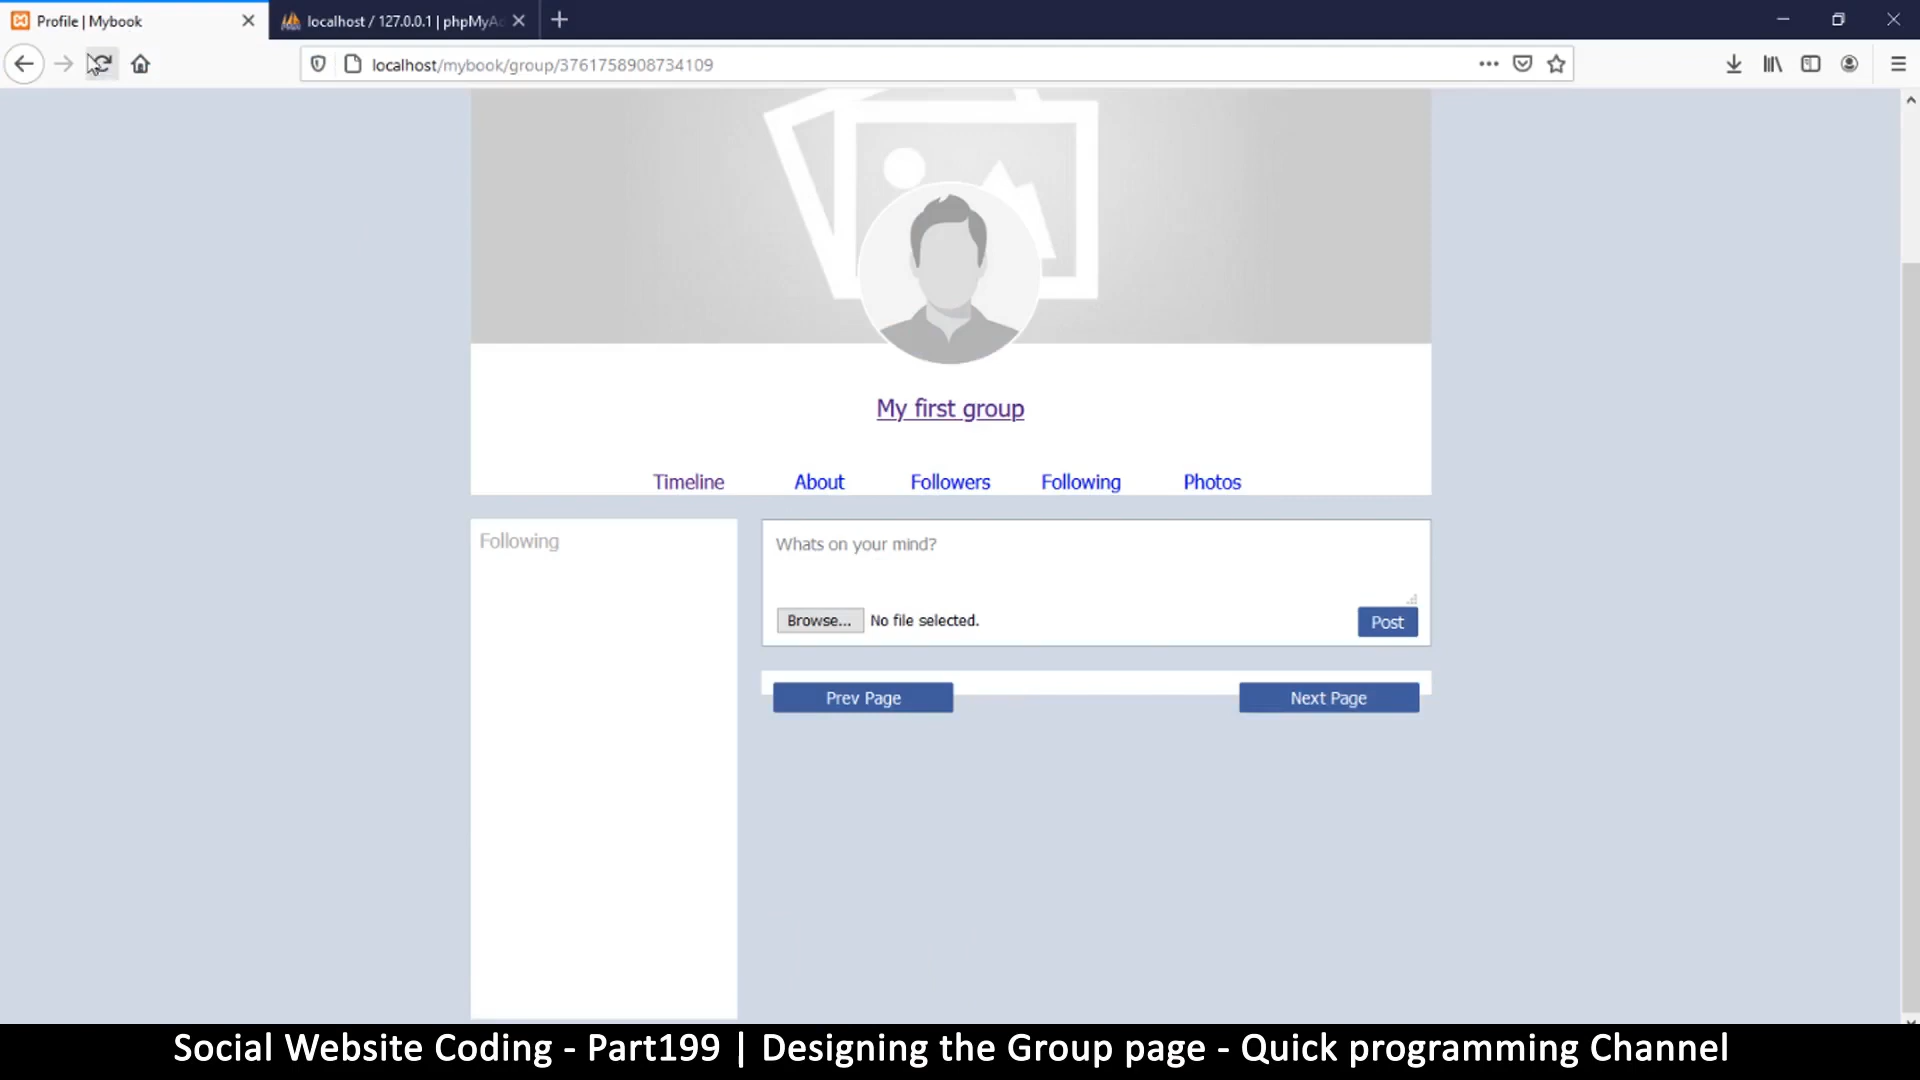 Profile | Mybook
localhost / 127.0.0.1 | phpMyAd
localhost/mybook/group/3761758908734109
My first group
Timeline About Followers Following Photos
Following
Whats on your mind?
Browse... No file selected.
Post
Prev Page Next Page
Social Website Coding - Part199 | Designing the Group page - Quick programming Channel